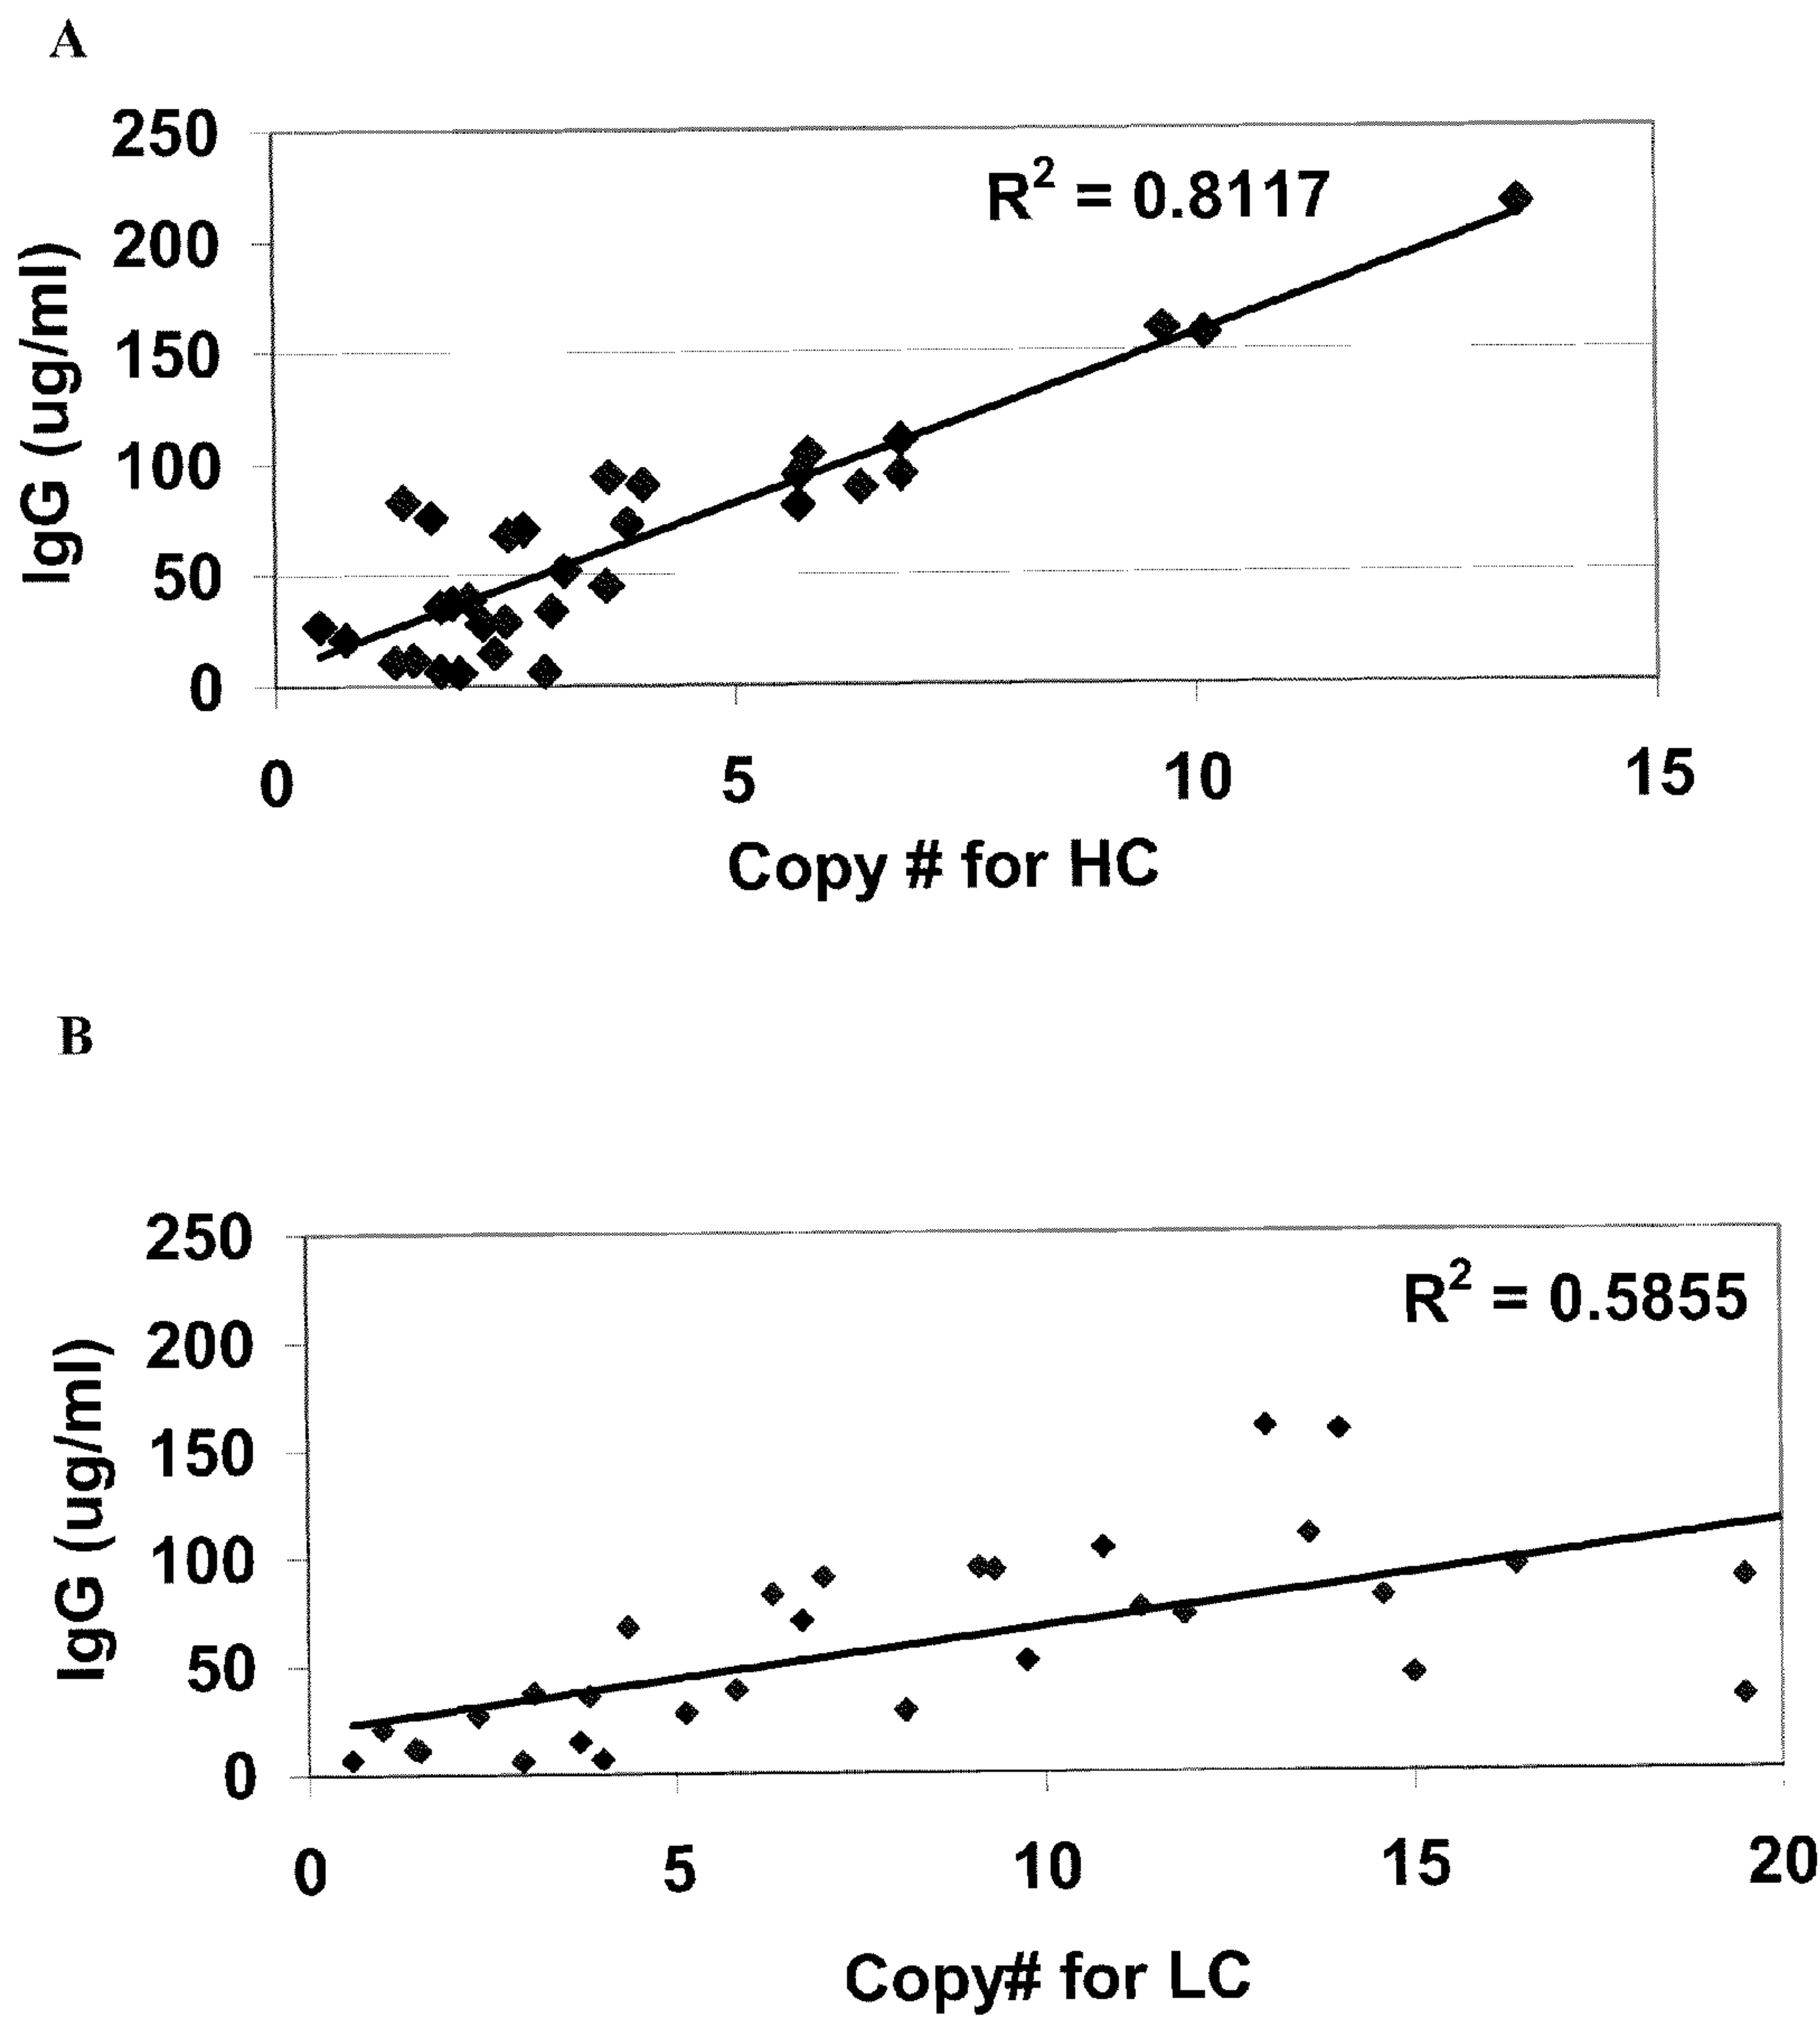 A
250
200
150
100
50
0
IgG (ug/ml)
R² = 0.8117
0 5 10 15
Copy # for HC
B
250
200
150
100
50
0
IgG (ug/ml)
R² = 0.5855
0 5 10 15 20
Copy# for LC